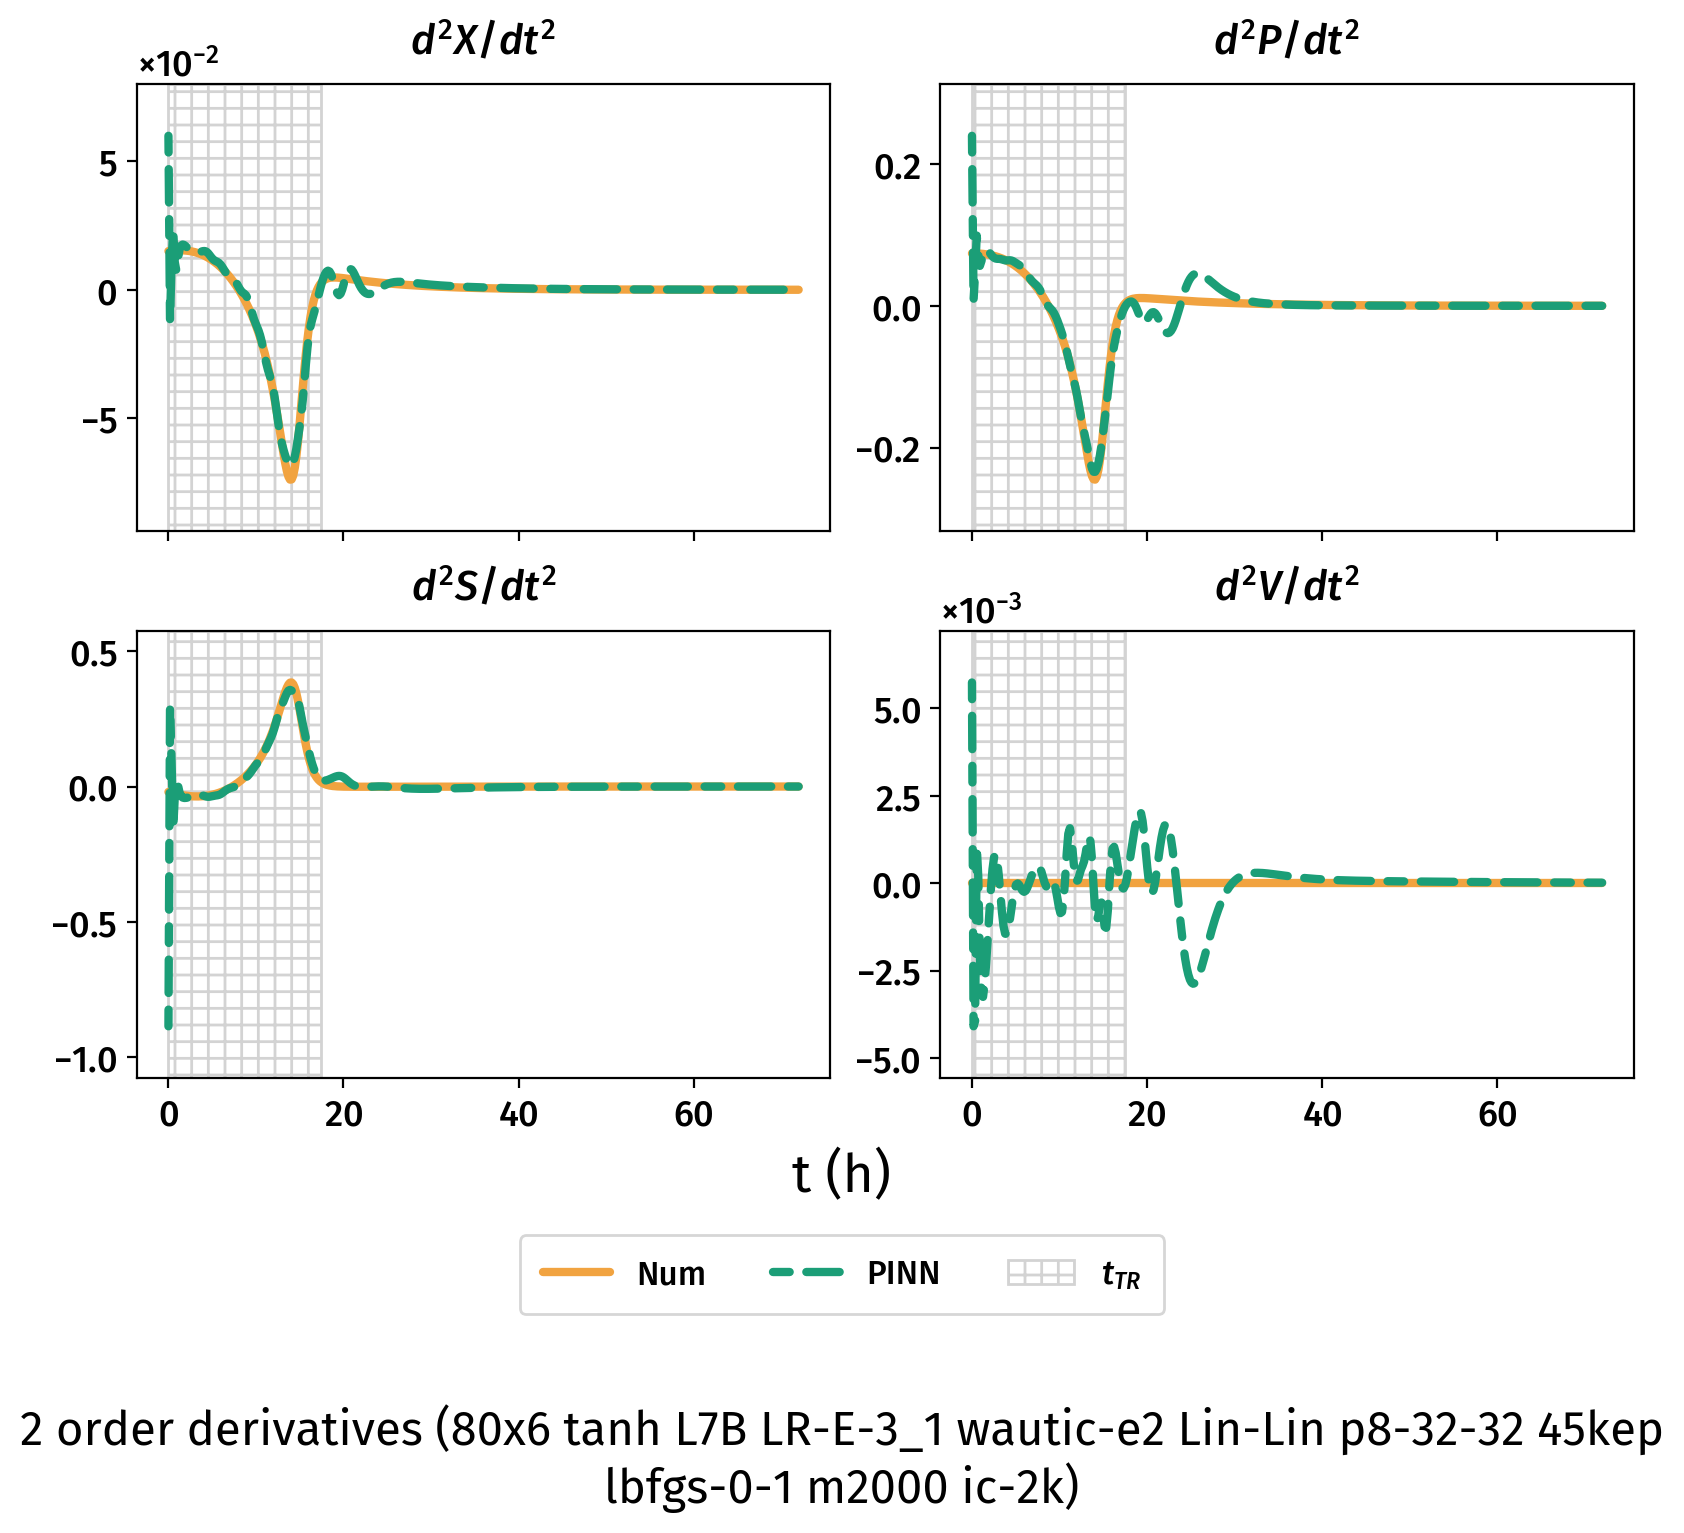 d²X/dt²
×10⁻²
5
0
−5
d²P/dt²
0.2
0.0
−0.2
d²S/dt²
0.5
0.0
−0.5
−1.0
0 20 40 60
d²V/dt²
×10⁻³
5.0
2.5
0.0
−2.5
−5.0
0 20 40 60
t (h)
Num PINN t_TR
2 order derivatives (80x6 tanh L7B LR-E-3_1 wautic-e2 Lin-Lin p8-32-32 45kep
lbfgs-0-1 m2000 ic-2k)